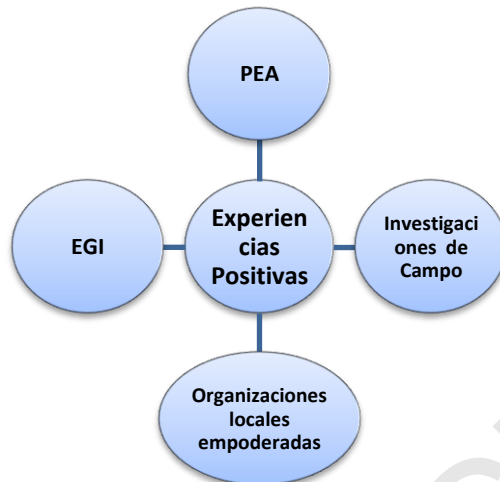 PEA
EGI
Experien
cias
Positivas
Investigaci
ones de
Campo
Organizaciones
locales
empoderadas